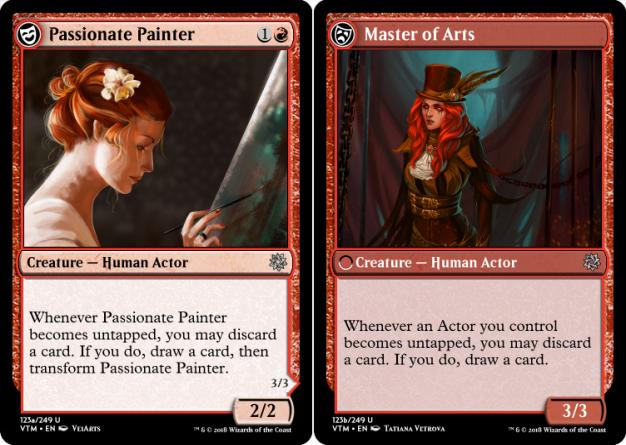 Passionate Painter 1
Creature — Human Actor
Whenever Passionate Painter
becomes untapped, you may discard
a card. If you do, draw a card, then
transform Passionate Painter.
3/3
2/2
123a/249 U
VTM • EN VeiArts
™ & © 2018 Wizards of the Coast
Master of Arts
Creature — Human Actor
Whenever an Actor you control
becomes untapped, you may discard
a card. If you do, draw a card.
3/3
123b/249 U
VTM • EN Tatiana Vetrova
™ & © 2018 Wizards of the Coast